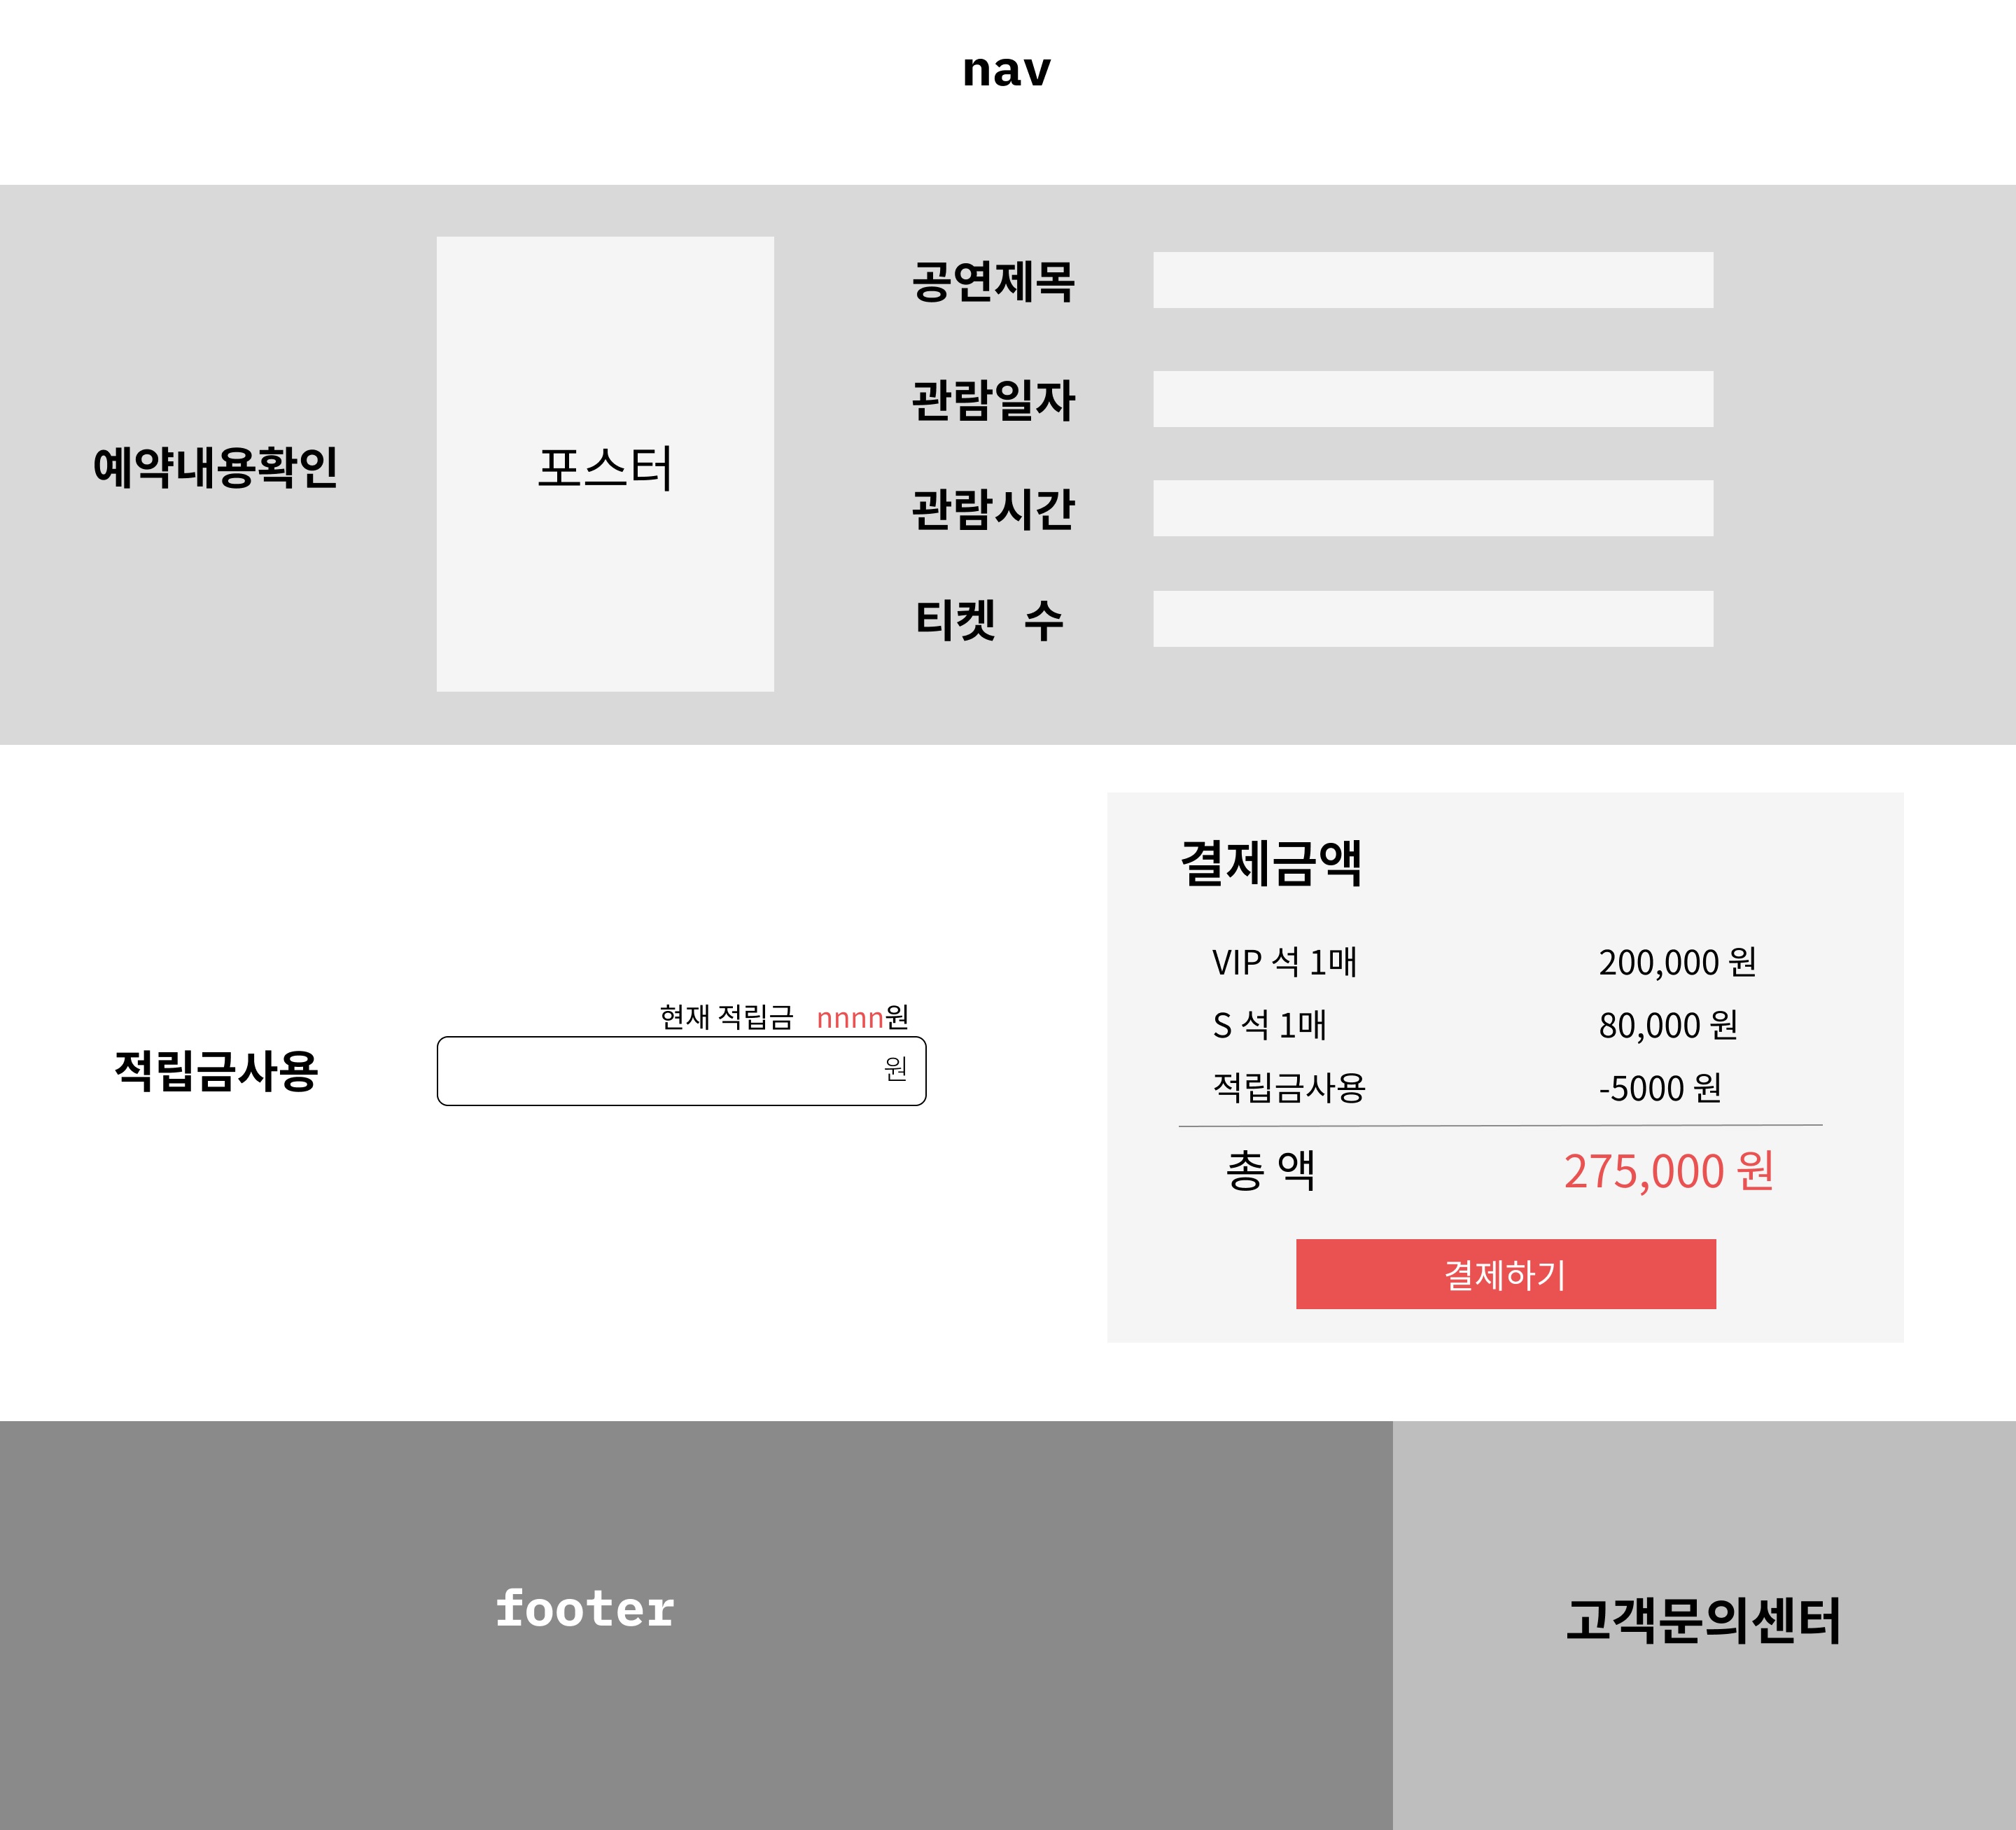 nav
예약내용확인
포스터
공연제목
관람일자
관람시간
티켓 수
적립금사용
현재 적립금 nnnn원
원
결제금액
VIP 석 1매 200,000 원
S 석 1매 80,000 원
적립금사용 -5000 원
총 액 275,000 원
결제하기
footer
고객문의센터